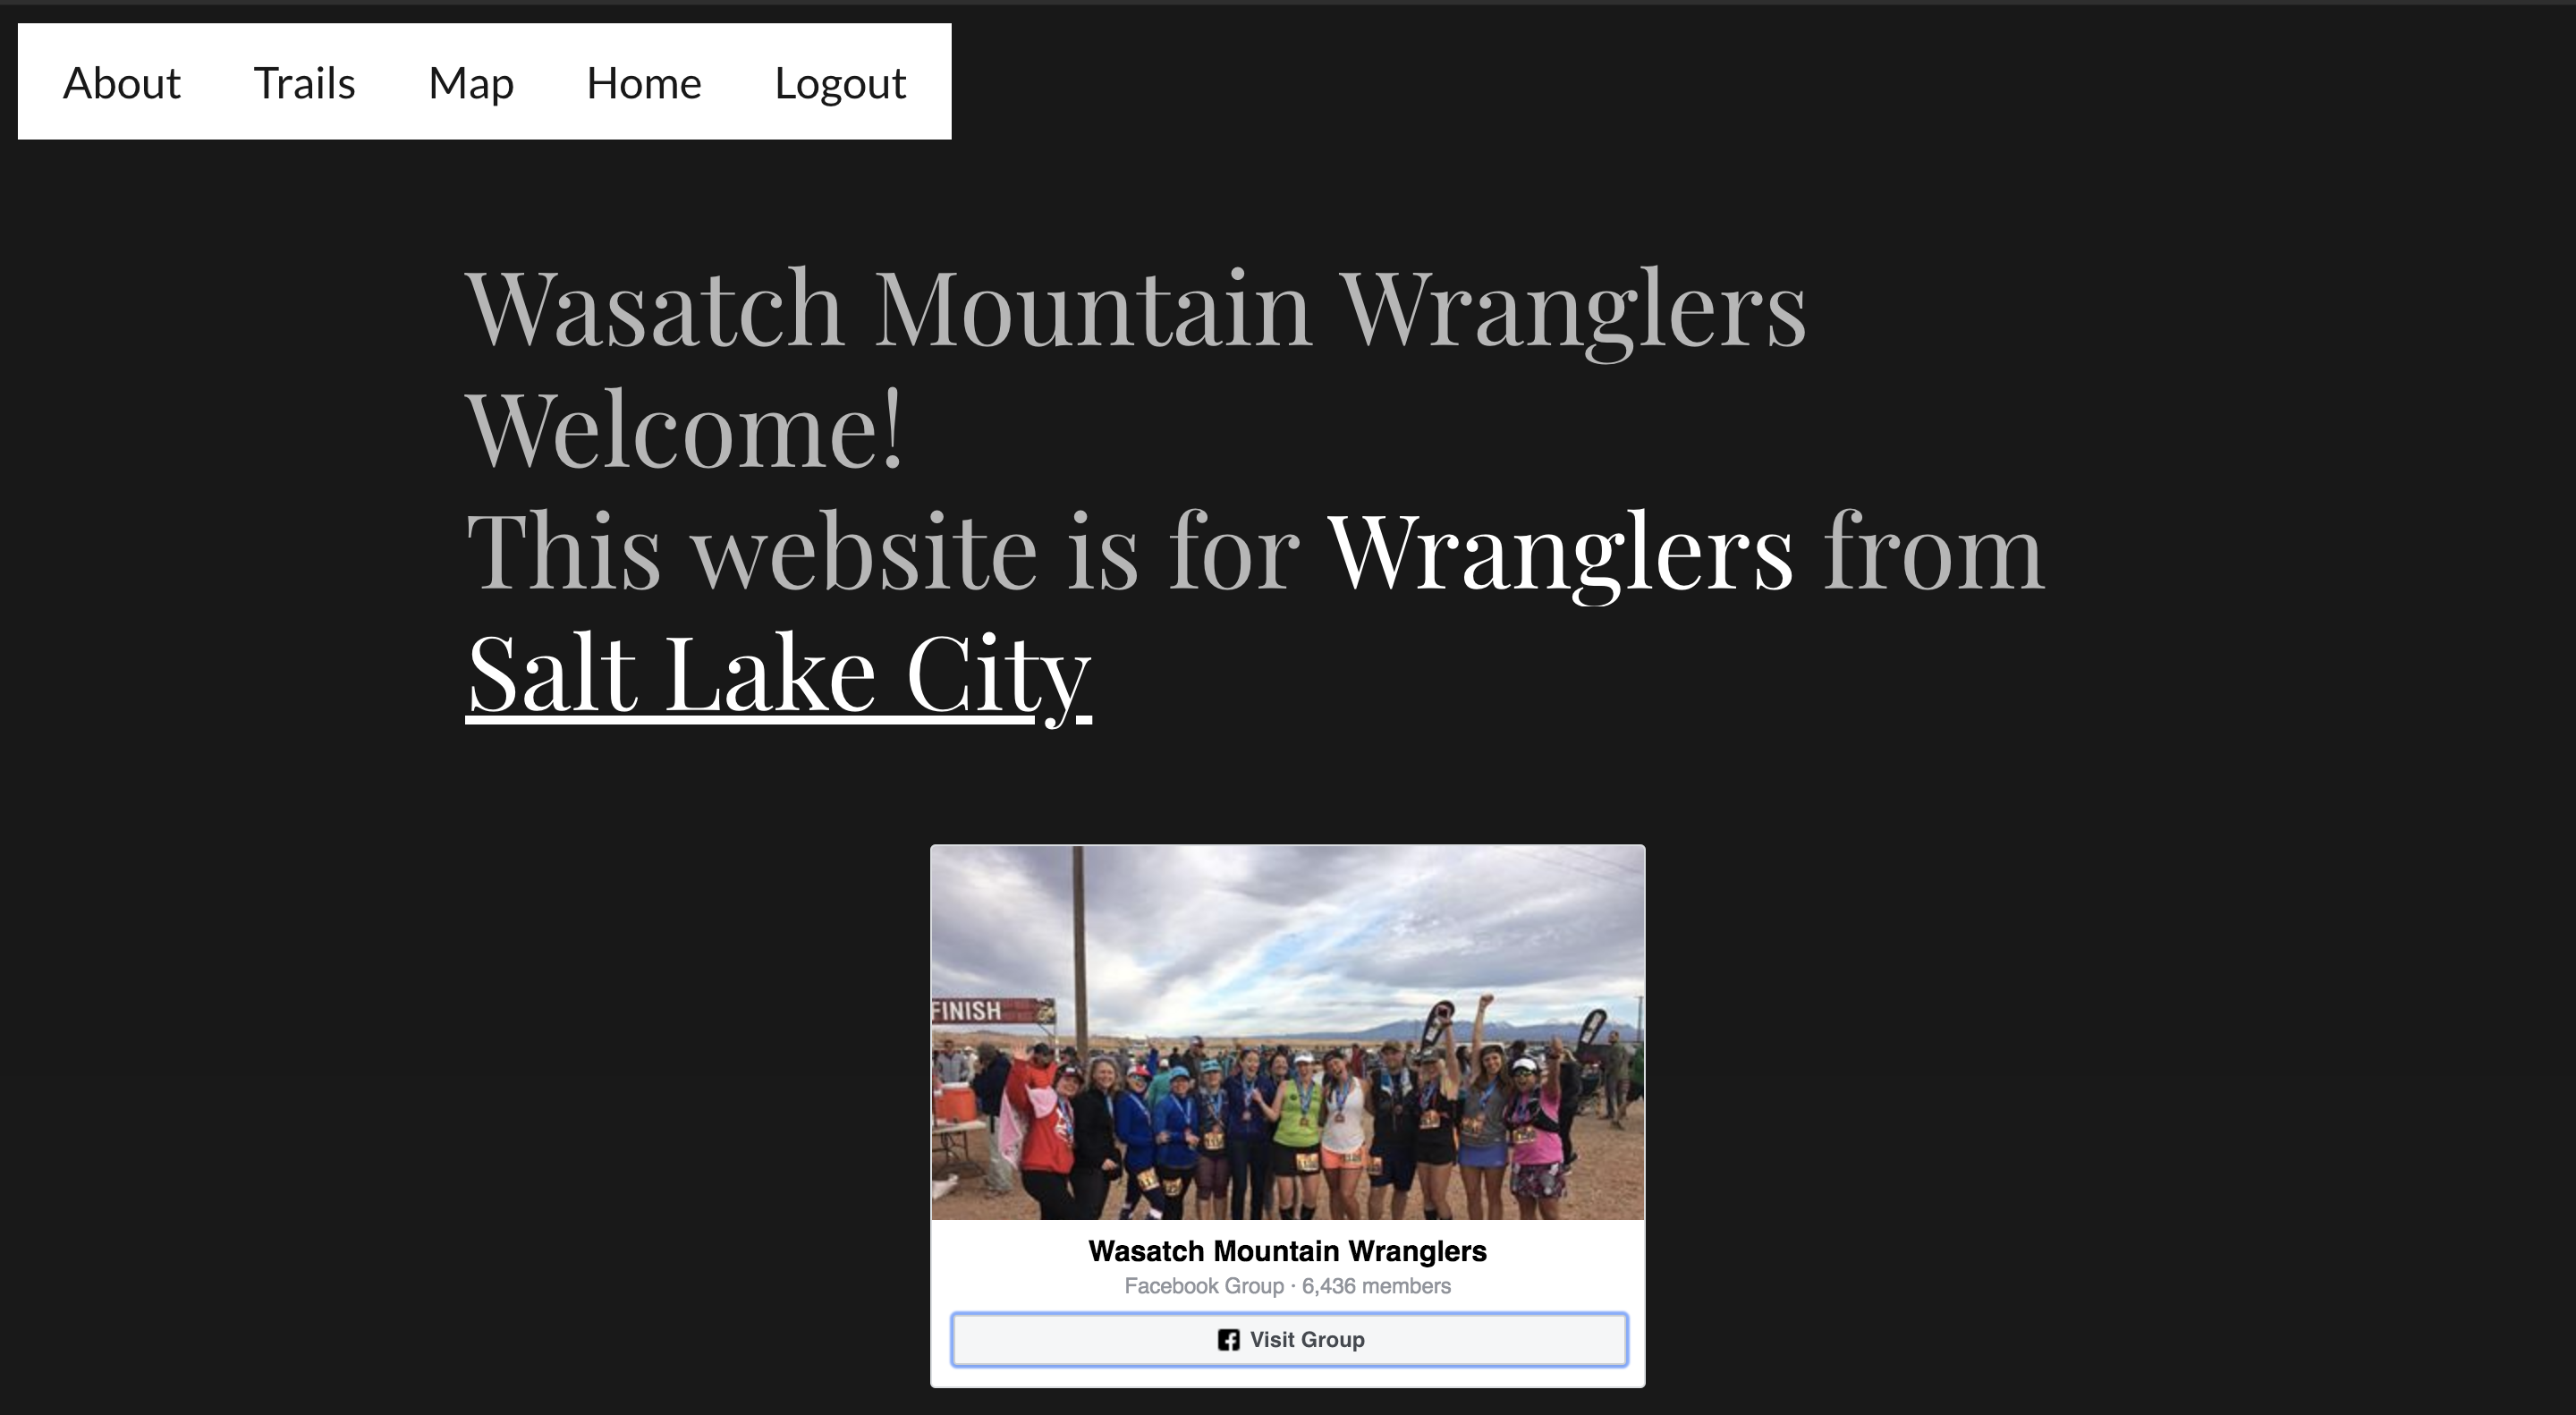 About Trails Map Home Logout
Wasatch Mountain Wranglers
Welcome!
This website is for Wranglers from
Salt Lake City
FINISH
Wasatch Mountain Wranglers
Facebook Group · 6,436 members
Visit Group